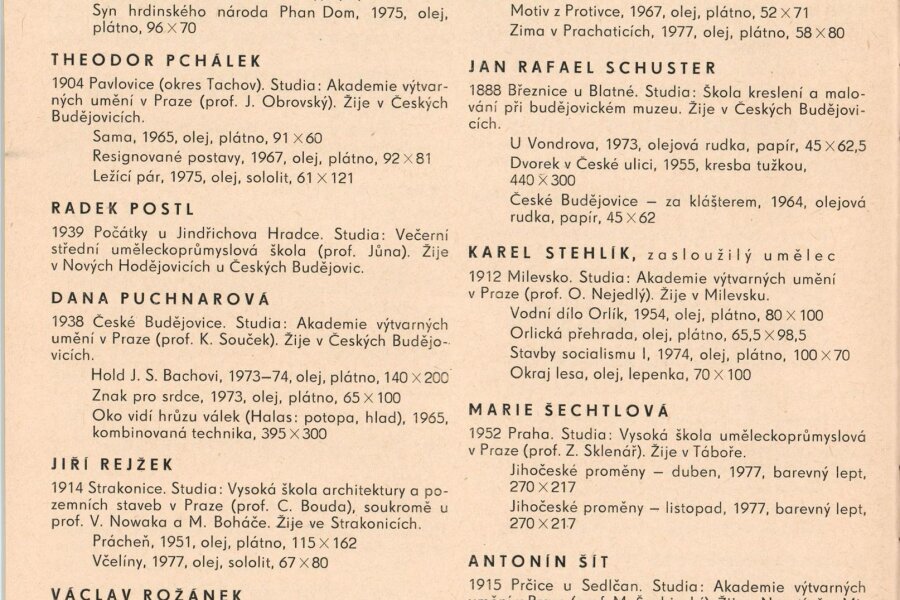 Syn hrdinského národa Phan Dom, 1975, olej,
plátno, 96×70
THEODOR PCHÁLEK
1904 Pavlovice (okres Tachov). Studia: Akademie výtvar-
ných umění v Praze (prof. J. Obrovský). Žije v Českých
Budějovicích.
Sama, 1965, olej, plátno, 91×60
Resignované postavy, 1967, olej, plátno, 92×81
Ležící pár, 1975, olej, sololit, 61×121
RADEK POSTL
1939 Počátky u Jindřichova Hradce. Studia: Večerní
střední uměleckoprůmyslová škola (prof. Jůna). Žije
v Nových Hodějovicích u Českých Budějovic.
DANA PUCHNAROVÁ
1938 České Budějovice. Studia: Akademie výtvarných
umění v Praze (prof. K. Souček). Žije v Českých Budějo-
vicích.
Hold J. S. Bachovi, 1973–74, olej, plátno, 140×200
Znak pro srdce, 1973, olej, plátno, 65×100
Oko vidí hrůzu válek (Halas: potopa, hlad), 1965,
kombinovaná technika, 395×300
JIŘÍ REJŽEK
1914 Strakonice. Studia: Vysoká škola architektury a po-
zemních staveb v Praze (prof. C. Bouda), soukromě u
prof. V. Nowaka a M. Boháče. Žije ve Strakonicích.
Prácheň, 1951, olej, plátno, 115×162
Včelíny, 1977, olej, sololit, 67×80
VÁCLAV ROŽÁNEK
Motiv z Protivce, 1967, olej, plátno, 52×71
Zima v Prachaticích, 1977, olej, plátno, 58×80
JAN RAFAEL SCHUSTER
1888 Březnice u Blatné. Studia: Škola kreslení a malo-
vání při budějovickém muzeu. Žije v Českých Budějovi-
cích.
U Vondrova, 1973, olejová rudka, papír, 45×62,5
Dvorek v České ulici, 1955, kresba tužkou,
440×300
České Budějovice – za klášterem, 1964, olejová
rudka, papír, 45×62
KAREL STEHLÍK, zasloužilý umělec
1912 Milevsko. Studia: Akademie výtvarných umění
v Praze (prof. O. Nejedlý). Žije v Milevsku.
Vodní dílo Orlík, 1954, olej, plátno, 80×100
Orlická přehrada, olej, plátno, 65,5×98,5
Stavby socialismu I, 1974, olej, plátno, 100×70
Okraj lesa, olej, lepenka, 70×100
MARIE ŠECHTLOVÁ
1952 Praha. Studia: Vysoká škola uměleckoprůmyslová
v Praze (prof. Z. Sklenář). Žije v Táboře.
Jihočeské proměny – duben, 1977, barevný lept,
270×217
Jihočeské proměny – listopad, 1977, barevný lept,
270×217
ANTONÍN ŠÍT
1915 Prčice u Sedlčan. Studia: Akademie výtvarných